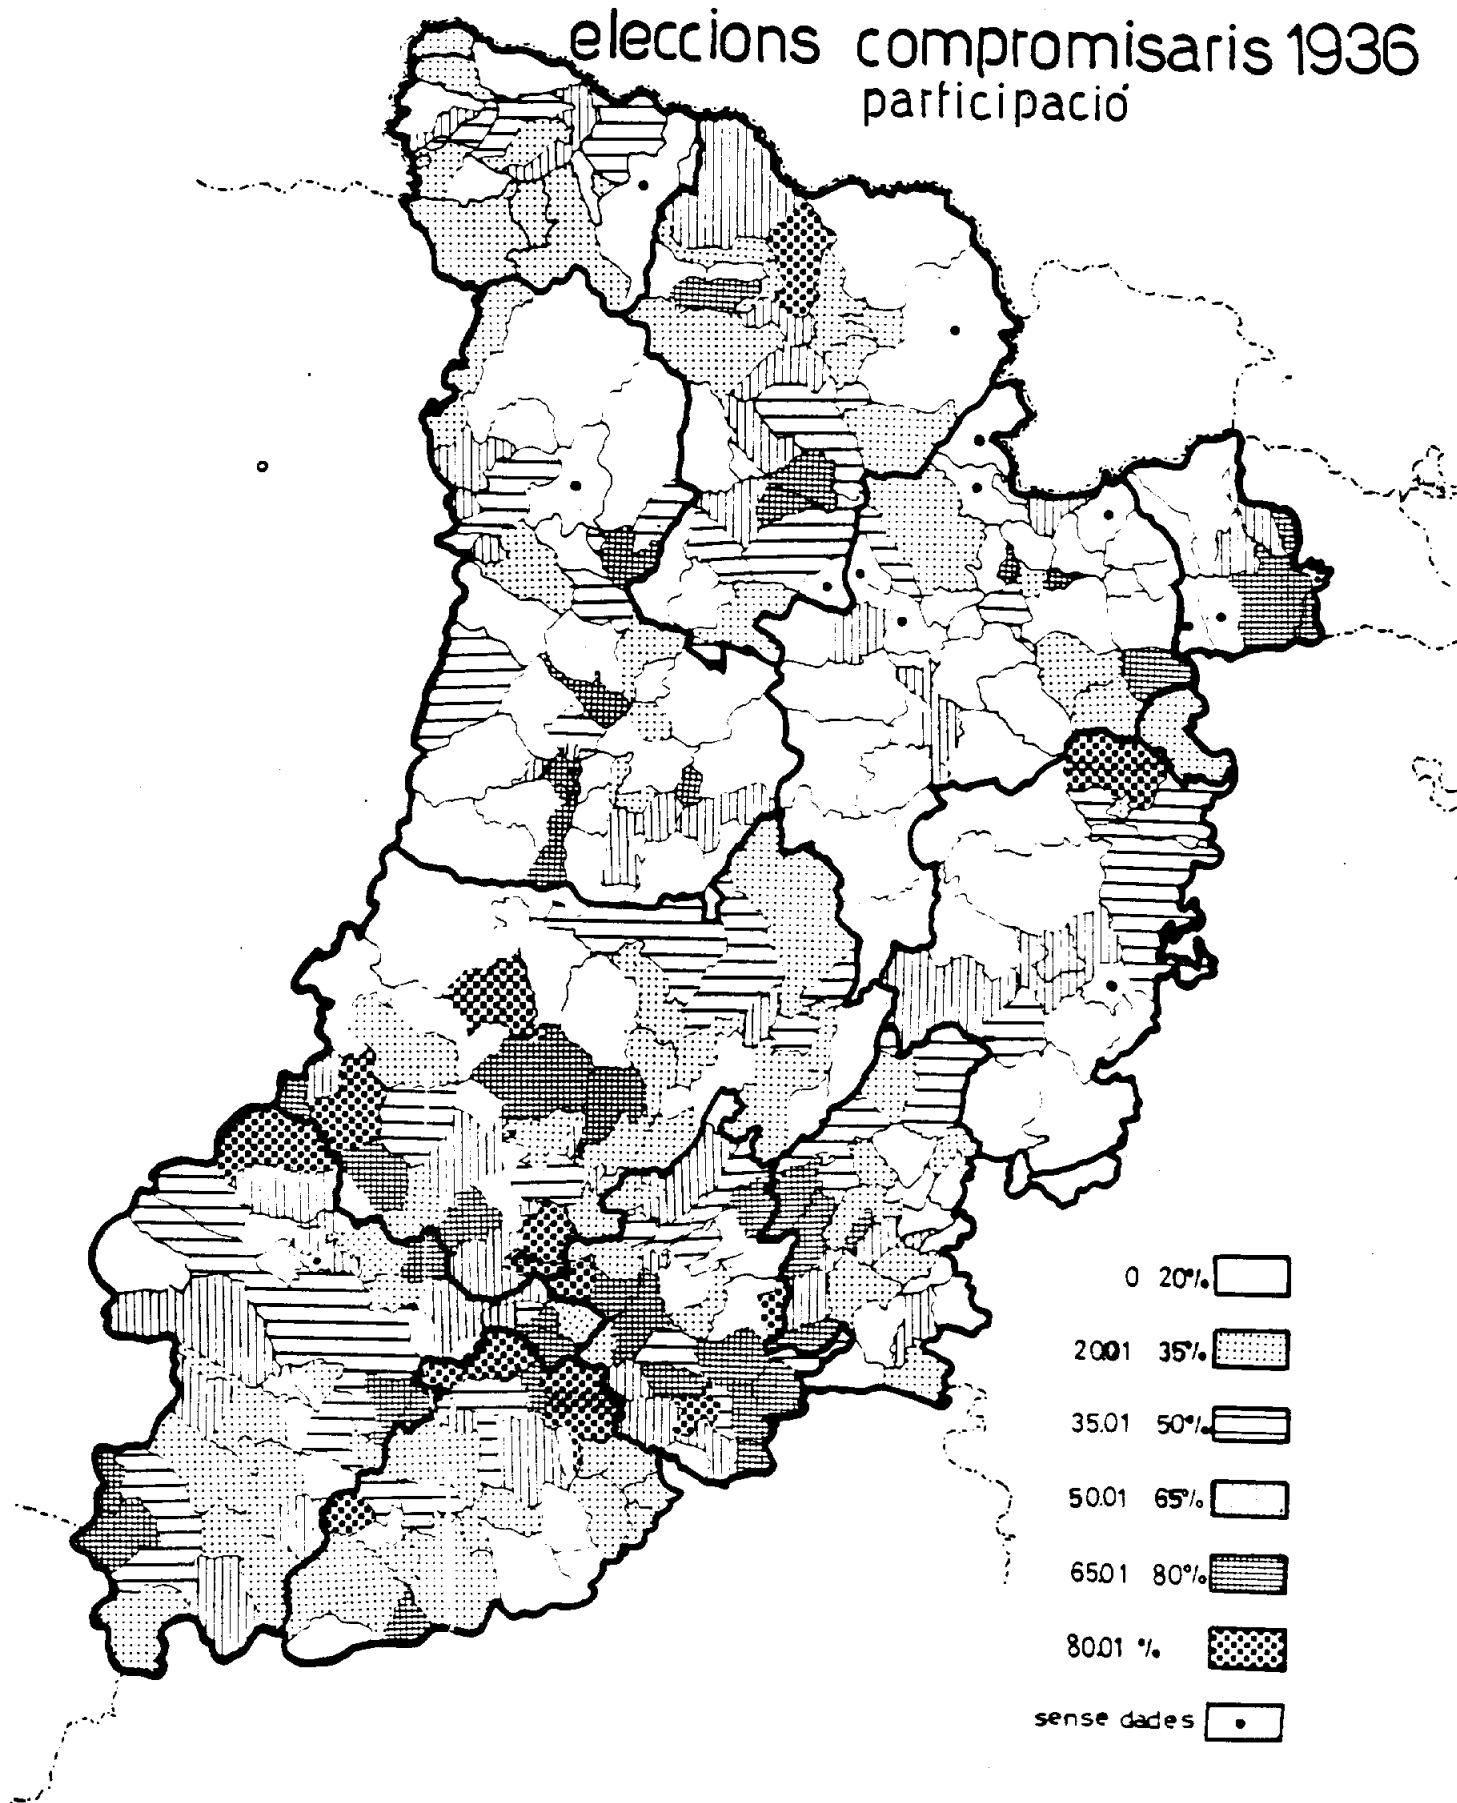 eleccions compromisaris 1936
participació
0 20%
20.01 35%
35.01 50%
50.01 65%
65.01 80%
80.01 %
sense dades